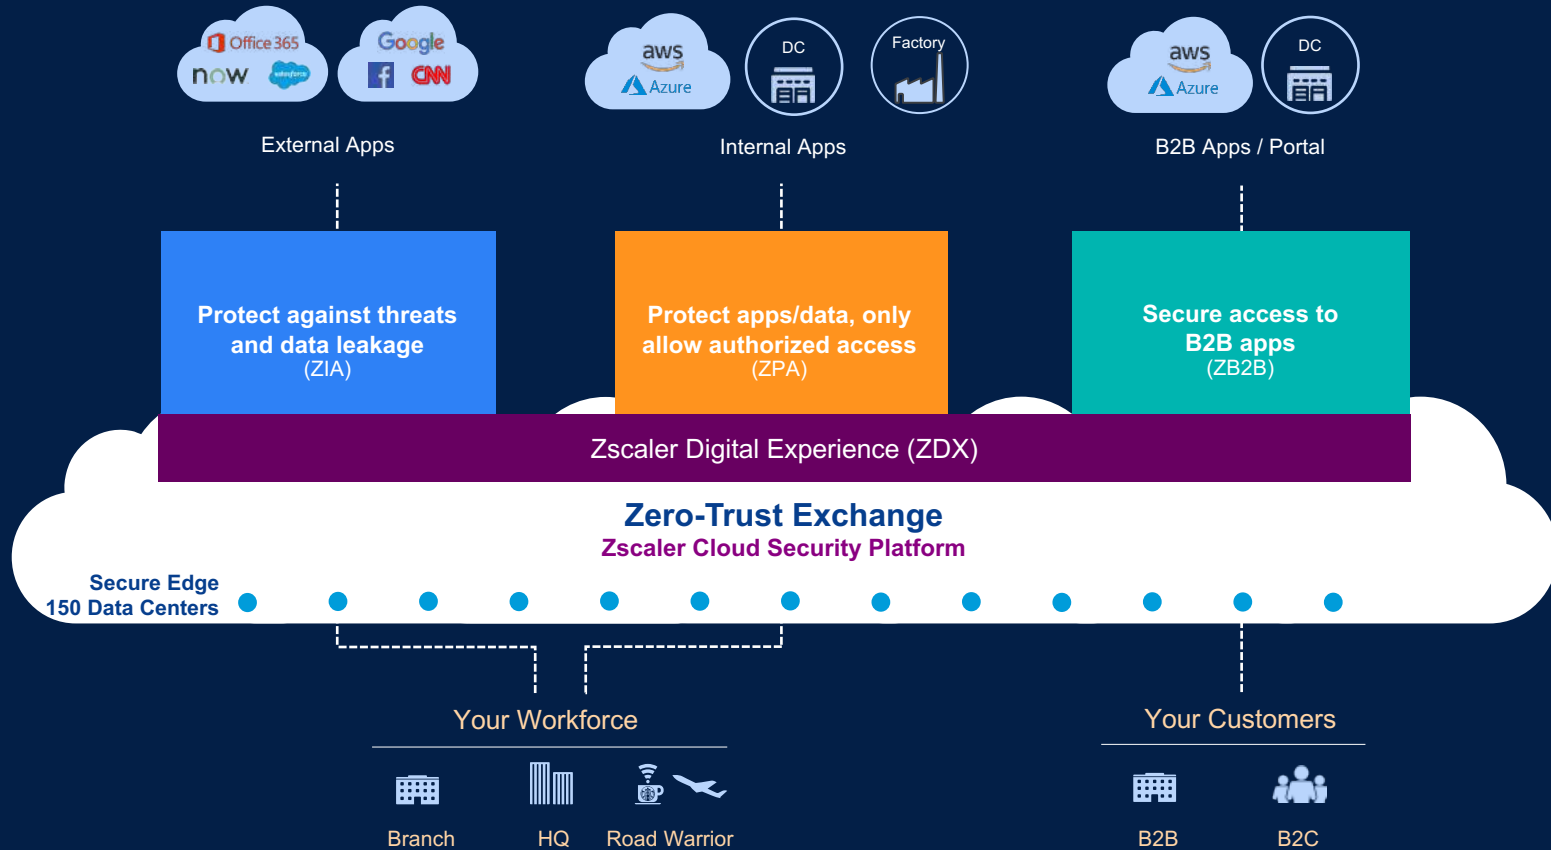 Office 365
now
salesforce
Google
CNN
External Apps
aws
Azure
DC
Factory
Internal Apps
aws
Azure
DC
B2B Apps / Portal
Protect against threats
and data leakage
(ZIA)
Protect apps/data, only
allow authorized access
(ZPA)
Secure access to
B2B apps
(ZB2B)
Zscaler Digital Experience (ZDX)
Zero-Trust Exchange
Zscaler Cloud Security Platform
Secure Edge
150 Data Centers
Your Workforce
Branch
HQ
Road Warrior
Your Customers
B2B
B2C